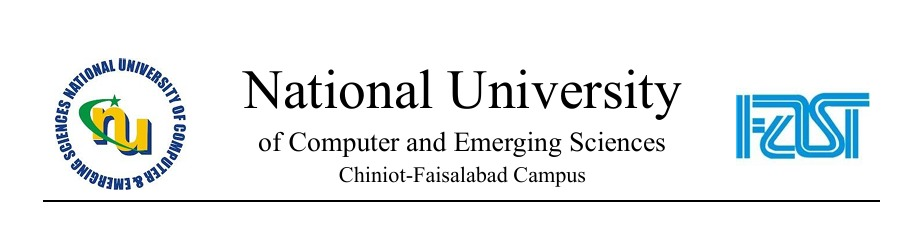 NATIONAL UNIVERSITY OF COMPUTER & EMERGING SCIENCES
nu
National University
of Computer and Emerging Sciences
Chiniot-Faisalabad Campus
FAST